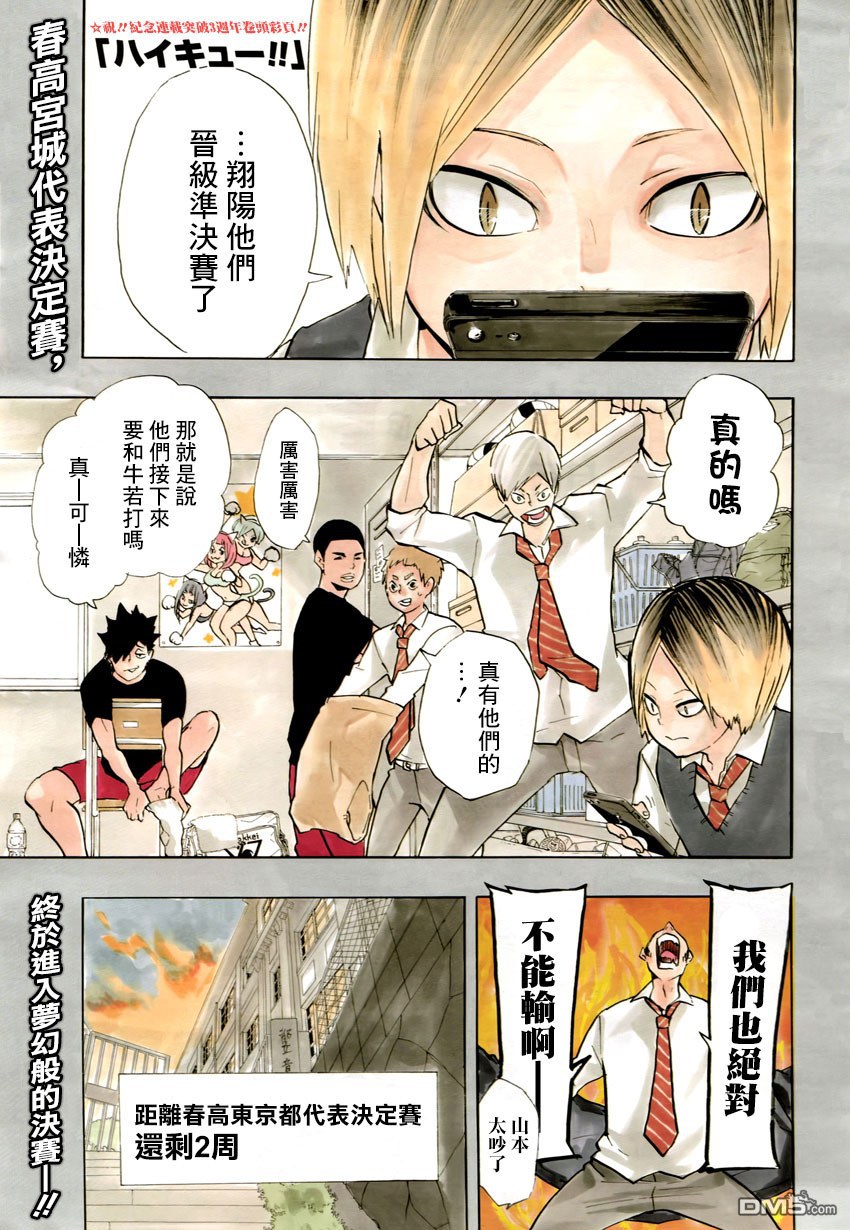 ☆祝!!紀念連載突破3週年卷頭彩頁!!
「ハイキュー!!」
春高宮城代表決定賽,
…翔陽他們
晉級準決賽了
真的嗎
厲害厲害
那就是說
他們接下來
要和牛若打嗎
真ー可ー憐
真有他們的
…!
akkei
我們也絕對
不能輸啊——
山本
太吵了
距離春高東京都代表決定賽
還剩2周
終於進入夢幻般的決賽—!!
DM5.com